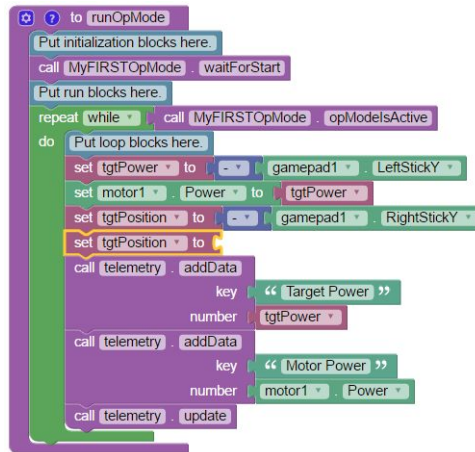 to runOpMode
Put initialization blocks here.
call MyFIRSTOpMode . waitForStart
Put run blocks here.
repeat while call MyFIRSTOpMode . opModeIsActive
do Put loop blocks here.
set tgtPower to - gamepad1 . LeftStickY
set motor1 . Power to tgtPower
set tgtPosition to - gamepad1 . RightStickY
set tgtPosition to
call telemetry . addData
key “ Target Power ”
number tgtPower
call telemetry . addData
key “ Motor Power ”
number motor1 . Power
call telemetry . update